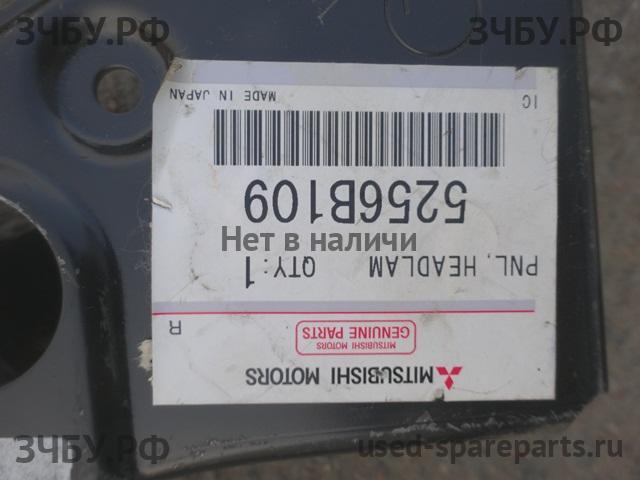 ЗЧБУ.РФ
ЗЧБУ.РФ
MITSUBISHI MOTORS
MITSUBISHI MOTORS
GENUINE PARTS
R
PNL, HEADLAM QTY: 1
5256B109
IC MADE IN JAPAN
Нет в наличи
ЗЧБУ.РФ
used-spareparts.ru